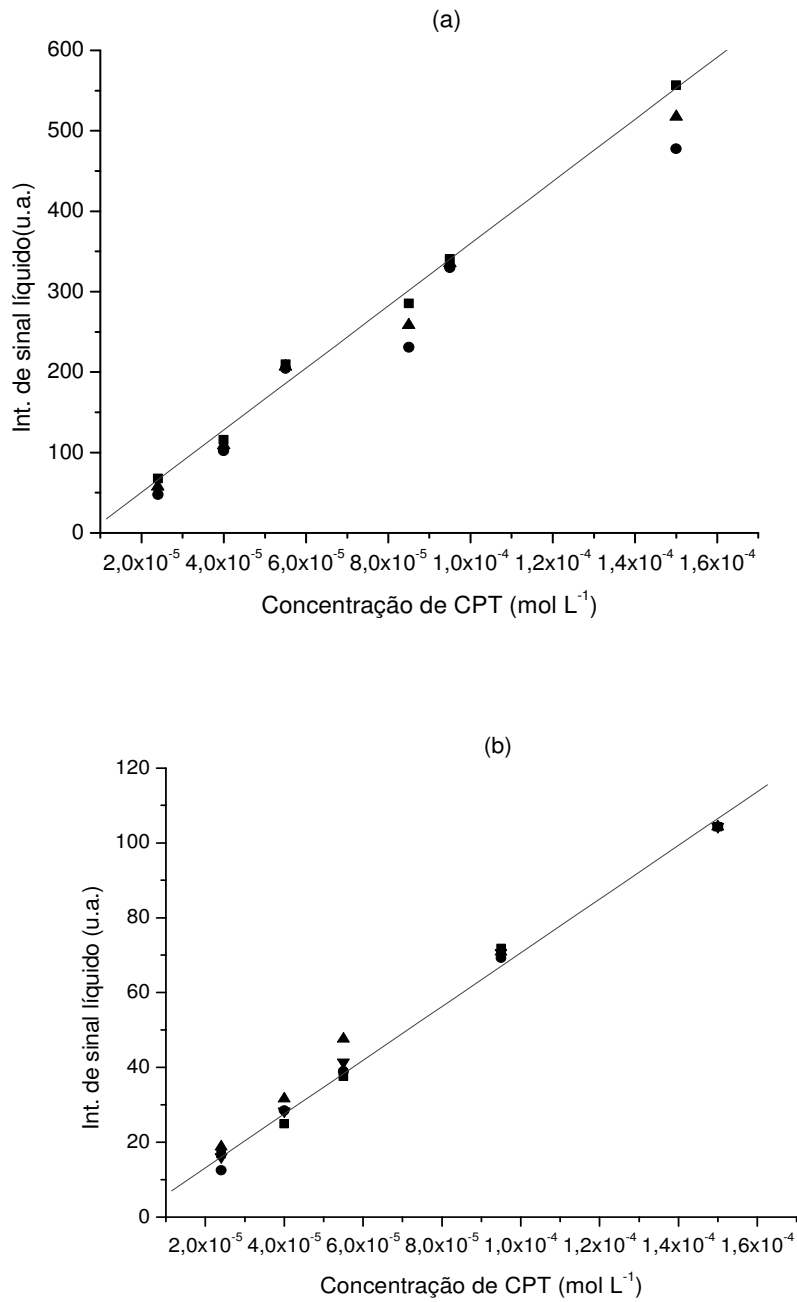 (a)
600
500
400
300
200
100
0
Int. de sinal líquido(u.a.)
2,0x10⁻⁵ 4,0x10⁻⁵ 6,0x10⁻⁵ 8,0x10⁻⁵ 1,0x10⁻⁴ 1,2x10⁻⁴ 1,4x10⁻⁴ 1,6x10⁻⁴
Concentração de CPT (mol L⁻¹)
(b)
120
100
80
60
40
20
0
Int. de sinal líquido (u.a.)
2,0x10⁻⁵ 4,0x10⁻⁵ 6,0x10⁻⁵ 8,0x10⁻⁵ 1,0x10⁻⁴ 1,2x10⁻⁴ 1,4x10⁻⁴ 1,6x10⁻⁴
Concentração de CPT (mol L⁻¹)